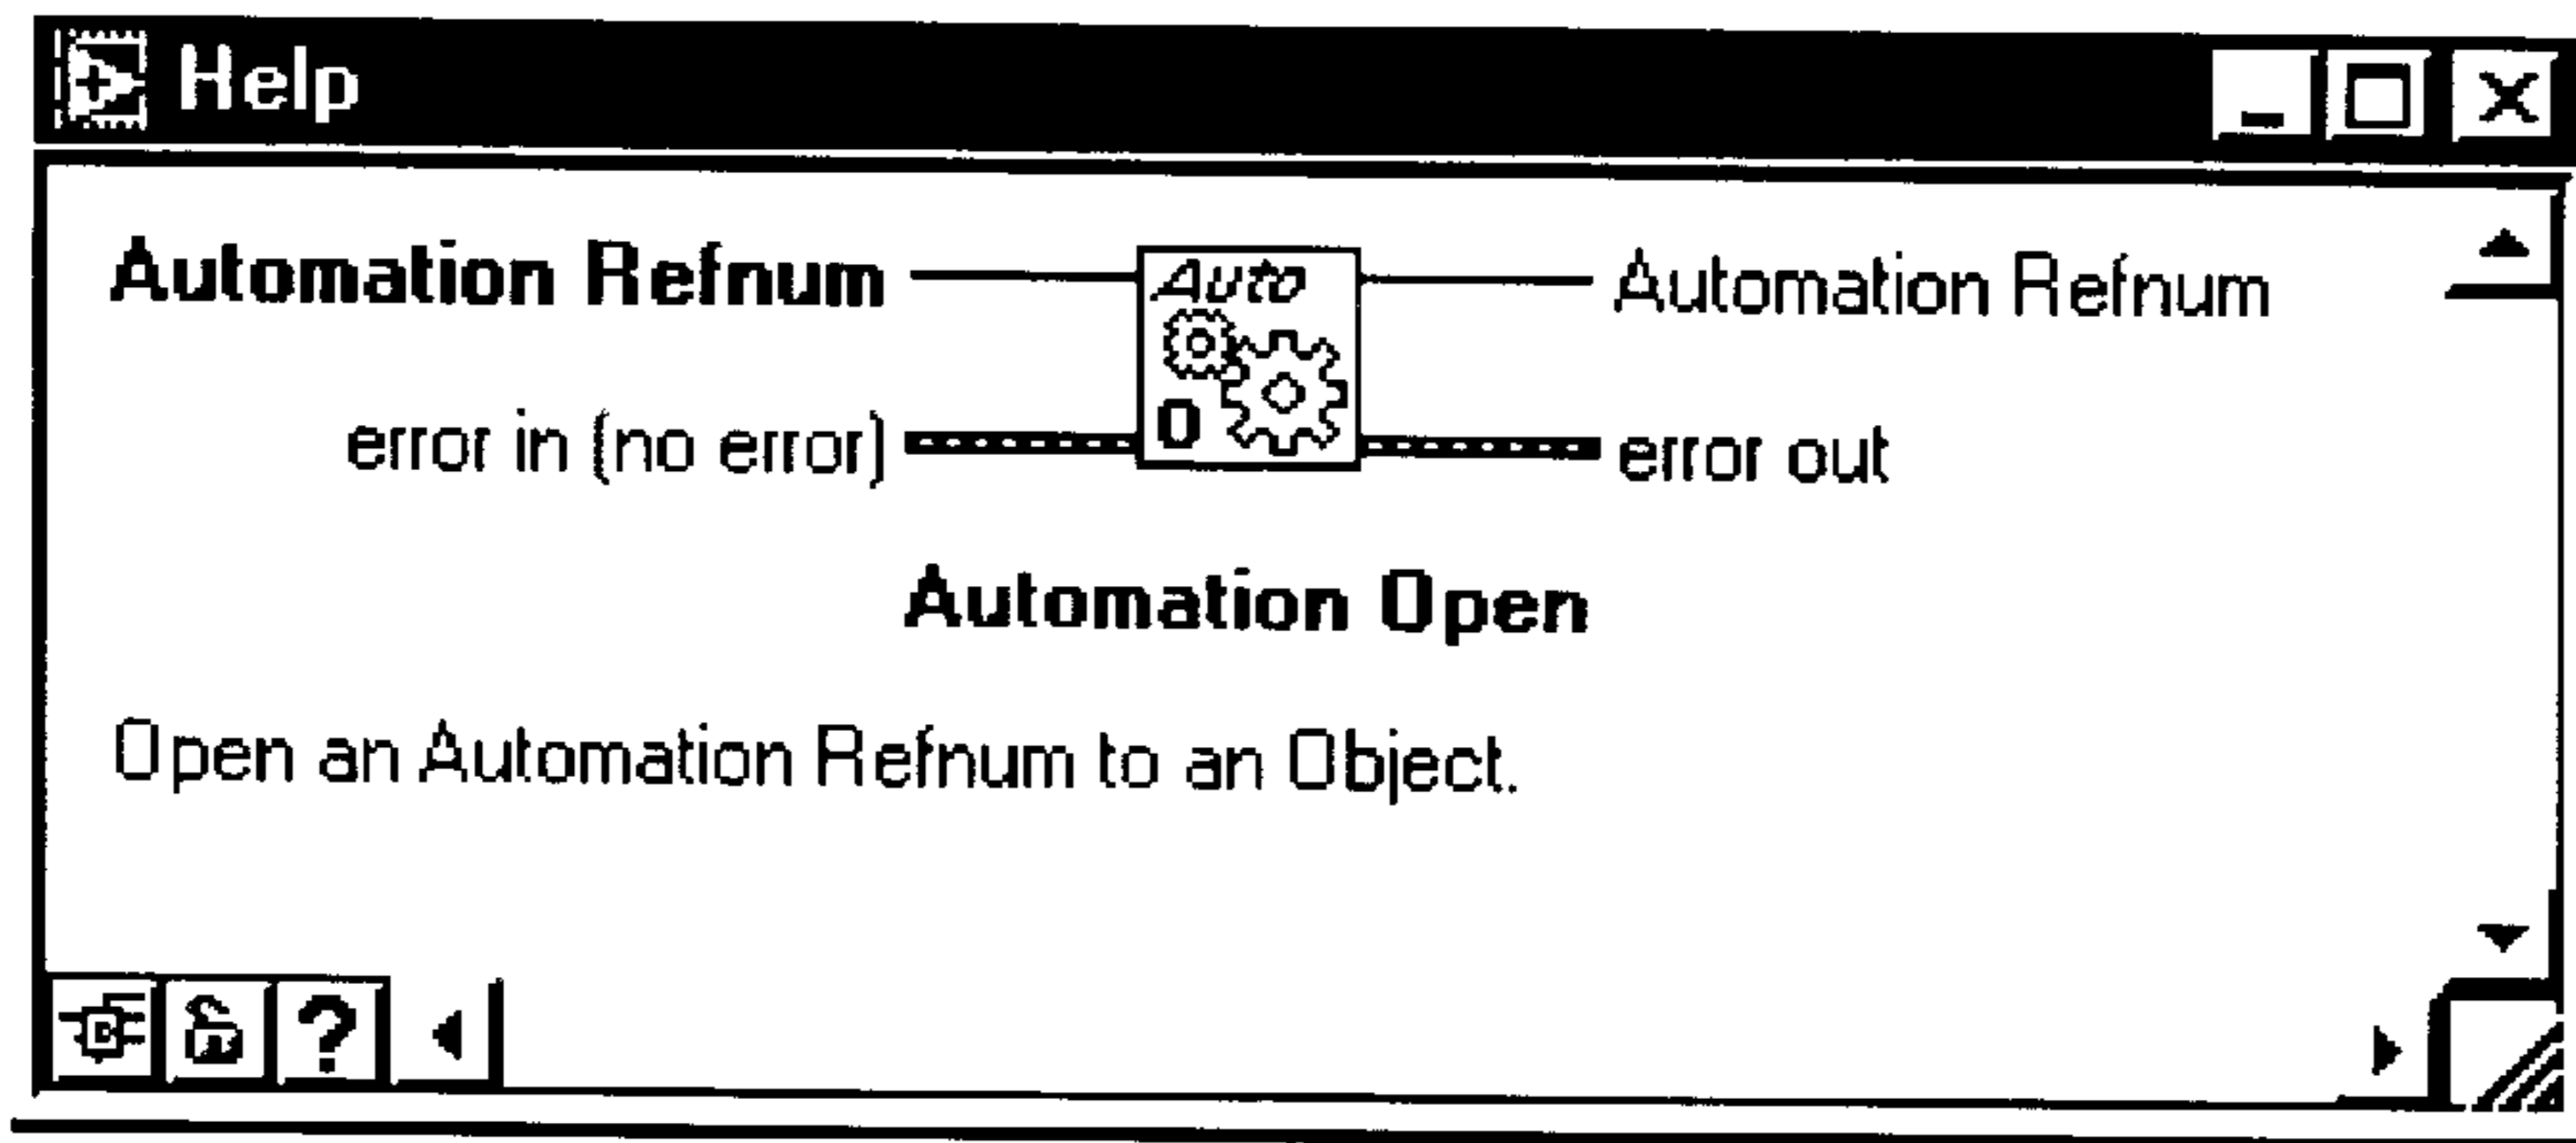 Help
Automation Refnum Auto Automation Refnum
error in (no error) O error out
Automation Open
Open an Automation Refnum to an Object.
?